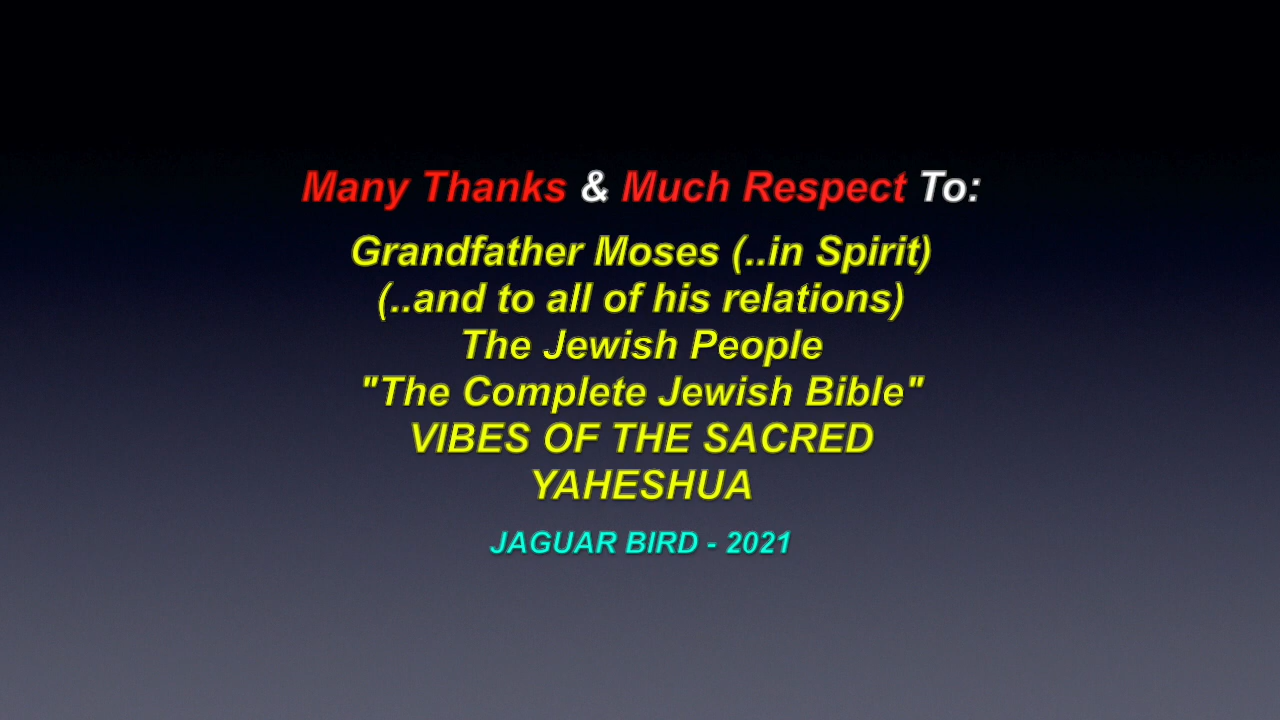 Many Thanks & Much Respect To:
Grandfather Moses (..in Spirit)
(..and to all of his relations)
The Jewish People
"The Complete Jewish Bible"
VIBES OF THE SACRED
YAHESHUA
JAGUAR BIRD - 2021